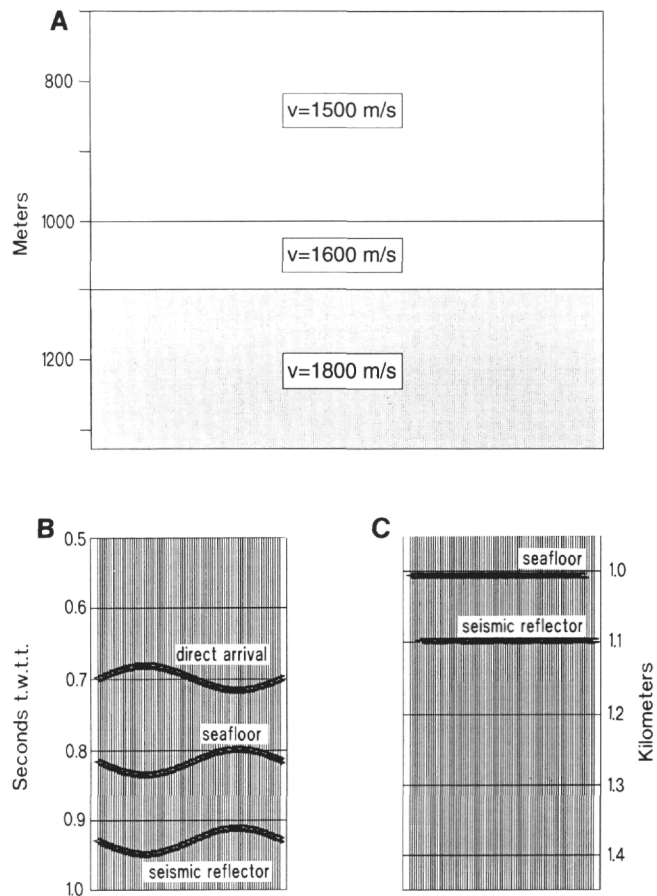 A
800
v=1500 m/s
Meters
1000
v=1600 m/s
1200
v=1800 m/s
B
0.5
0.6
direct arrival
0.7
Seconds t.w.t.t.
seafloor
0.8
0.9
seismic reflector
1.0
C
seafloor
1.0
seismic reflector
1.1
1.2
Kilometers
1.3
1.4